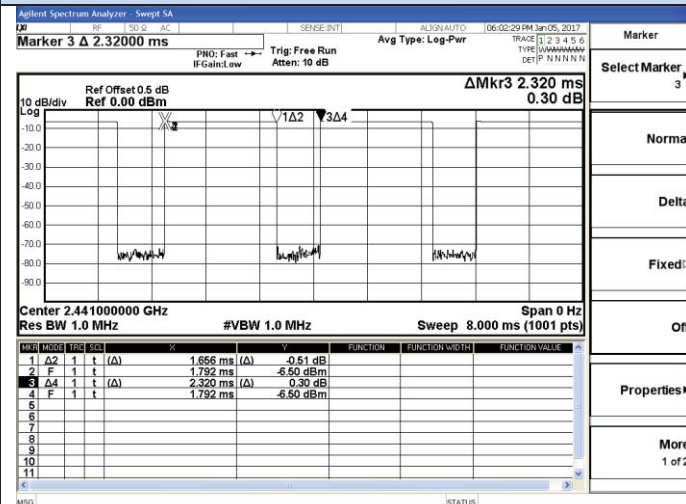 Agilent Spectrum Analyzer - Swept SA
LXI RF 50 Ω AC SENSE:INT ALIGNAUTO 06:02:29 PM Jan 05, 2017
Marker 3 Δ 2.32000 ms
PNO: Fast
IFGain:Low
Trig: Free Run
Atten: 10 dB
Avg Type: Log-Pwr
TRACE 1 2 3 4 5 6
TYPE WWWWWW
DET P N N N N N
Marker
Select Marker
3
Norma
Delta
Fixed
Of
Properties
More
1 of 2
Ref Offset 0.5 dB
Ref 0.00 dBm
10 dB/div
Log
ΔMkr3 2.320 ms
0.30 dB
1Δ2 3Δ4
-10.0
-20.0
-30.0
-40.0
-50.0
-60.0
-70.0
-80.0
-90.0
Center 2.441000000 GHz Span 0 Hz
Res BW 1.0 MHz #VBW 1.0 MHz Sweep 8.000 ms (1001 pts)
MKR MODE TRC SCL X Y FUNCTION FUNCTION WIDTH FUNCTION VALUE
1 Δ2 1 t (Δ) 1.656 ms (Δ) -0.51 dB
2 F 1 t 1.792 ms -6.50 dBm
3 Δ4 1 t (Δ) 2.320 ms (Δ) 0.30 dB
4 F 1 t 1.792 ms -6.50 dBm
5
6
7
8
9
10
11
MSG STATUS